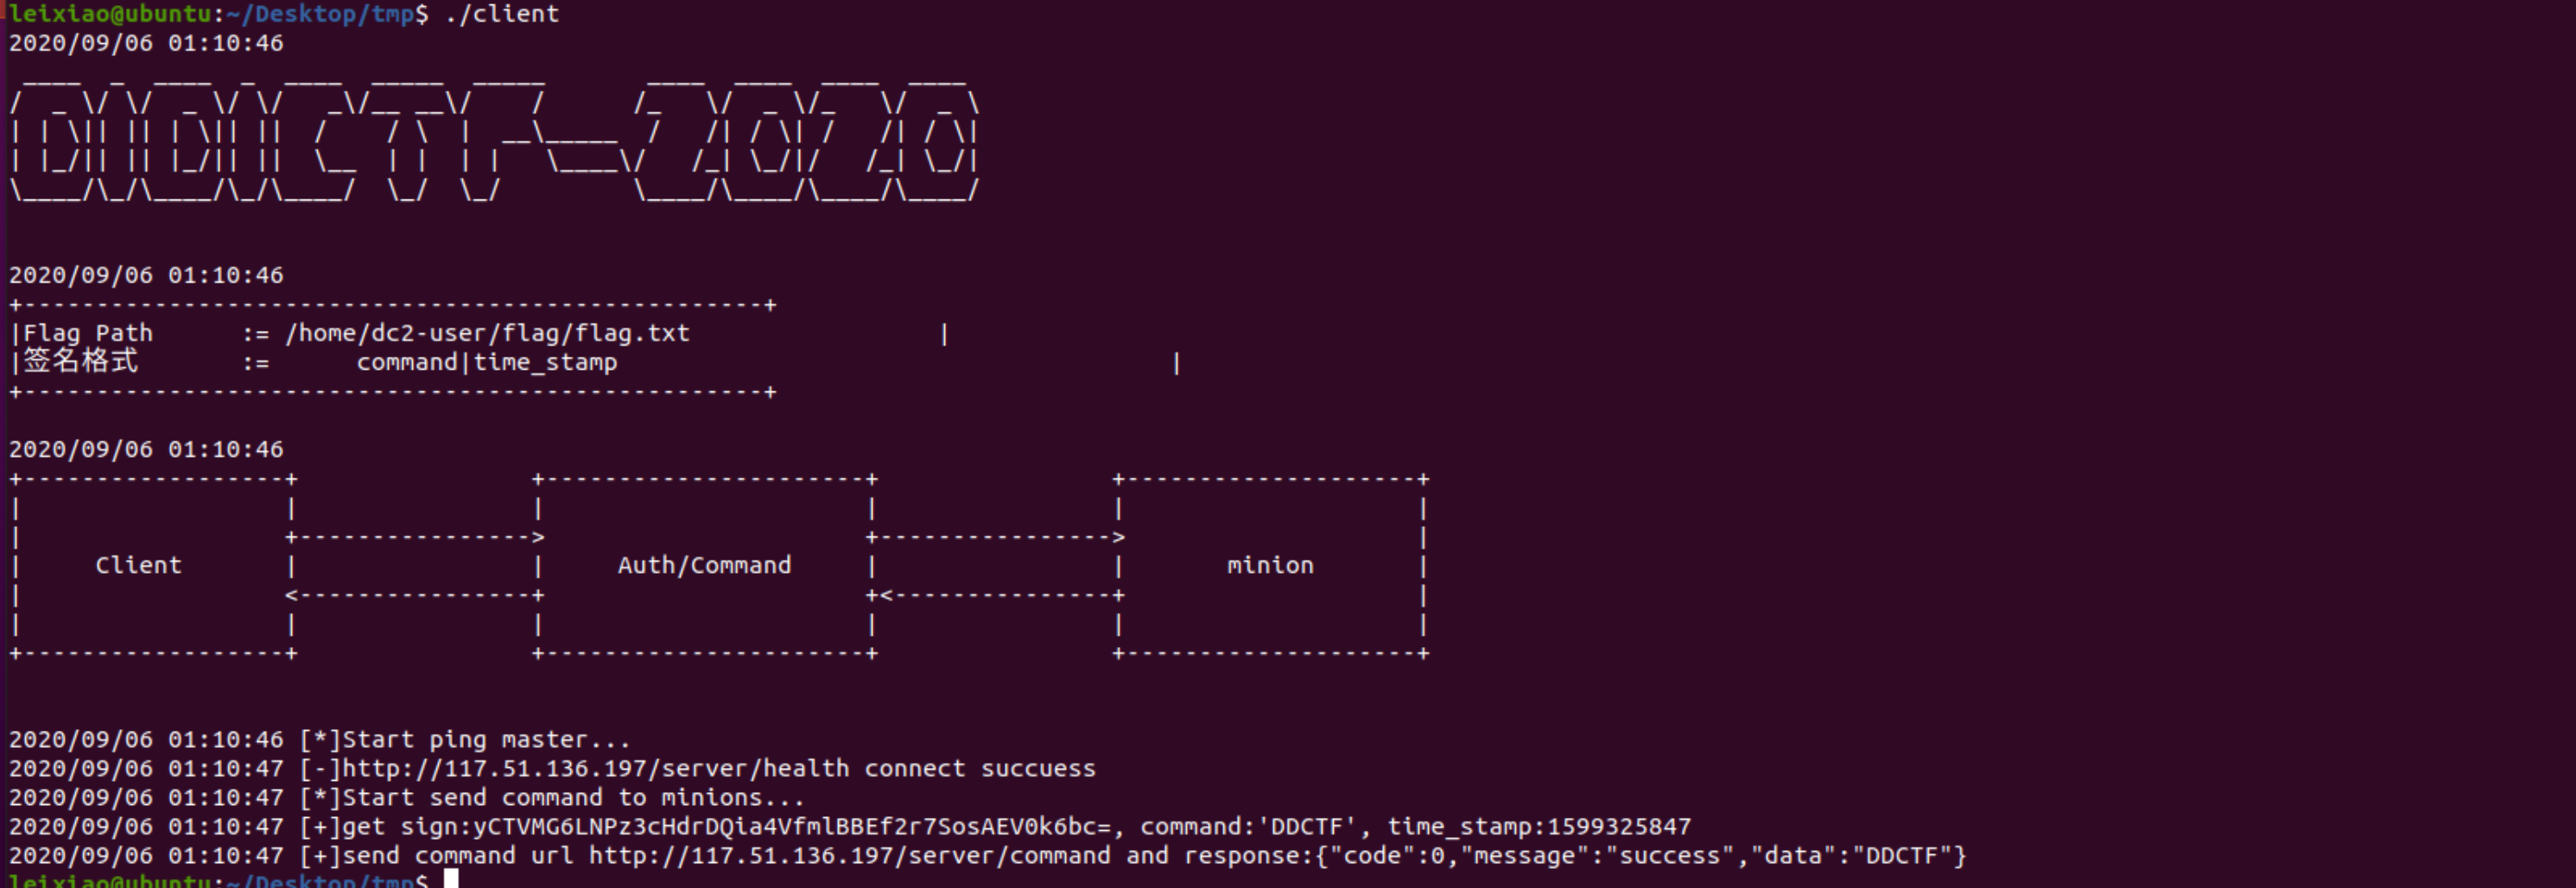 leixiao@ubuntu:~/Desktop/tmp$ ./client
2020/09/06 01:10:46
DIDICTF-2020
2020/09/06 01:10:46
+---------------------------------------------------+
|Flag Path      := /home/dc2-user/flag/flag.txt                 |
|签名格式       :=      command|time_stamp                                      |
+---------------------------------------------------+
2020/09/06 01:10:46
Client Auth/Command minion
2020/09/06 01:10:46 [*]Start ping master...
2020/09/06 01:10:47 [-]http://117.51.136.197/server/health connect succuess
2020/09/06 01:10:47 [*]Start send command to minions...
2020/09/06 01:10:47 [+]get sign:yCTVMG6LNPz3cHdrDQia4VfmlBBEf2r7SosAEV0k6bc=, command:'DDCTF', time_stamp:1599325847
2020/09/06 01:10:47 [+]send command url http://117.51.136.197/server/command and response:{"code":0,"message":"success","data":"DDCTF"}
leixiao@ubuntu:~/Desktop/tmp$